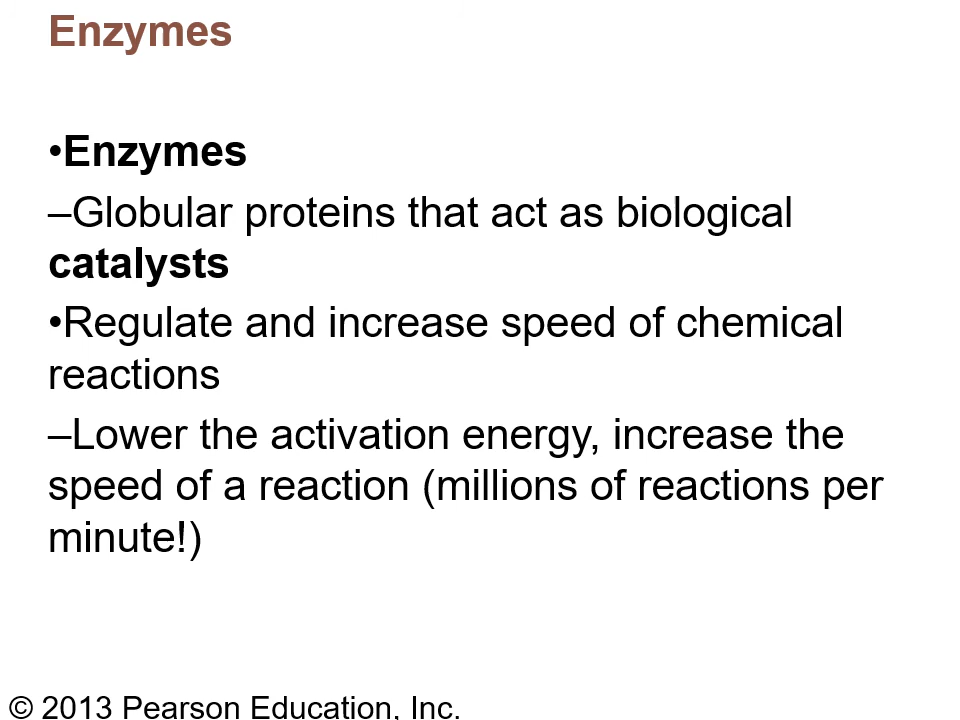 Enzymes
•Enzymes
–Globular proteins that act as biological
catalysts
•Regulate and increase speed of chemical
reactions
–Lower the activation energy, increase the
speed of a reaction (millions of reactions per
minute!)
© 2013 Pearson Education, Inc.